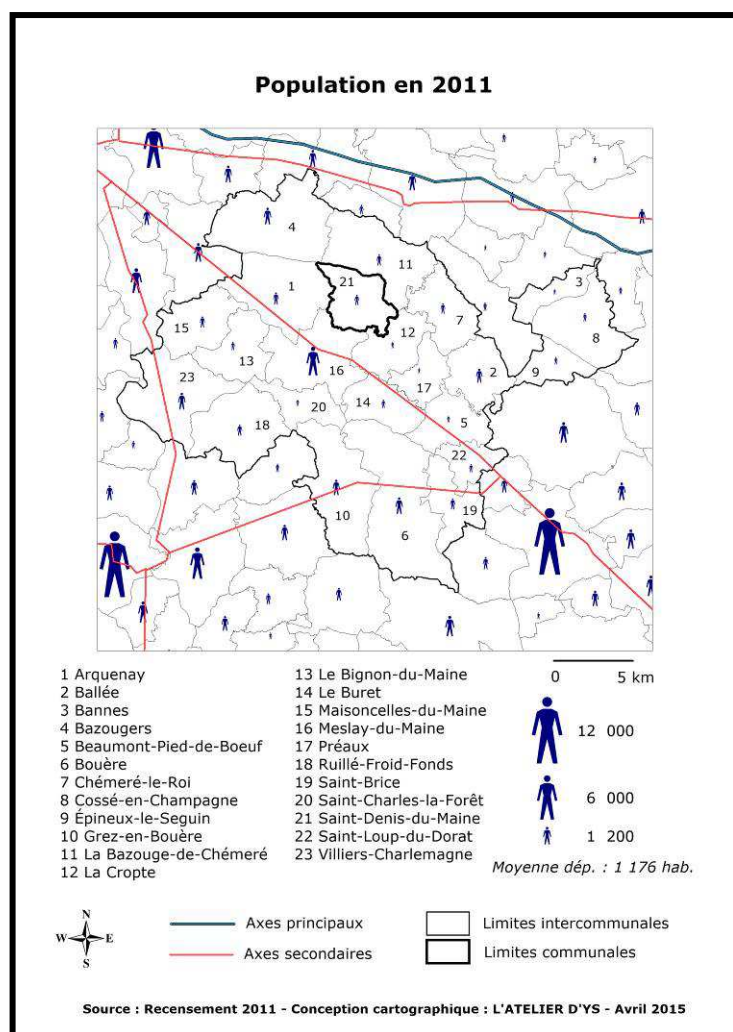 Population en 2011
4
11
21
1
3
7
8
15
12
13
16
2
9
23
17
20
14
18
5
22
10
6
19
0 5 km
1 Arquenay
2 Ballée
3 Bannes
4 Bazougers
5 Beaumont-Pied-de-Boeuf
6 Bouère
7 Chémeré-le-Roi
8 Cossé-en-Champagne
9 Épineux-le-Seguin
10 Grez-en-Bouère
11 La Bazouge-de-Chémeré
12 La Cropte
13 Le Bignon-du-Maine
14 Le Buret
15 Maisoncelles-du-Maine
16 Meslay-du-Maine
17 Préaux
18 Ruillé-Froid-Fonds
19 Saint-Brice
20 Saint-Charles-la-Forêt
21 Saint-Denis-du-Maine
22 Saint-Loup-du-Dorat
23 Villiers-Charlemagne
12 000
6 000
1 200
Moyenne dép. : 1 176 hab.
N
W E
S
Axes principaux
Axes secondaires
Limites intercommunales
Limites communales
Source : Recensement 2011 - Conception cartographique : L'ATELIER D'YS - Avril 2015